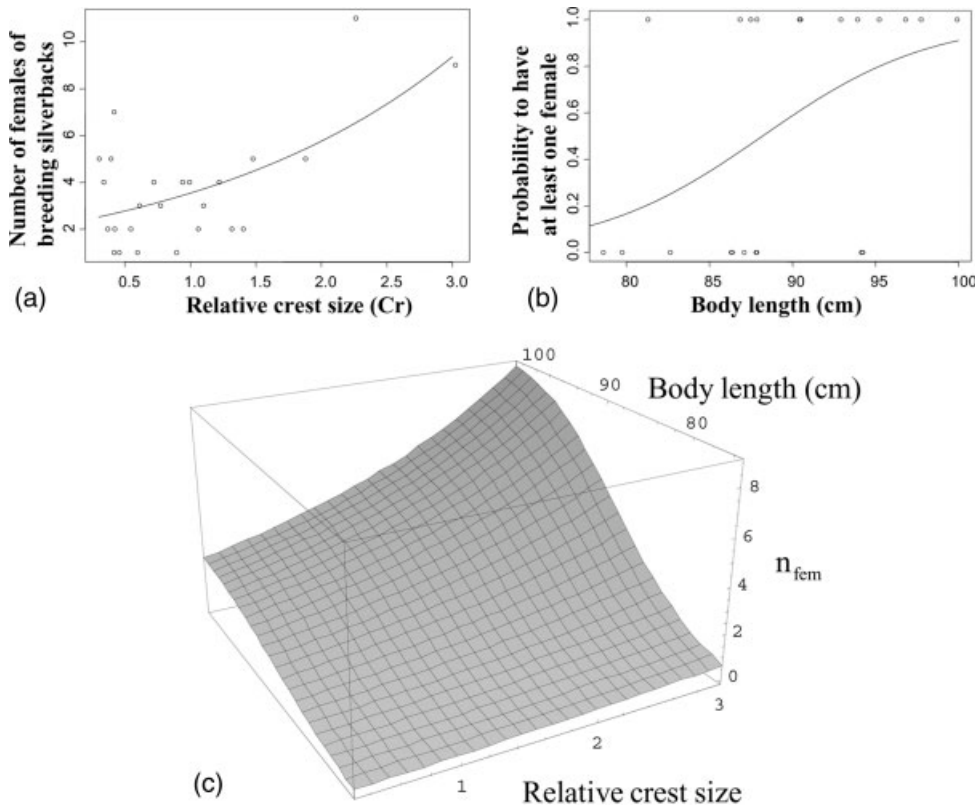 Number of females of
breeding silverbacks
10
8
6
4
2
0.5 1.0 1.5 2.0 2.5 3.0
(a)
Relative crest size (Cr)
Probability to have
at least one female
1.0
0.8
0.6
0.4
0.2
0.0
80 85 90 95 100
(b)
Body length (cm)
100
90
80
Body length (cm)
8
6
4
2
0
n fem
1
2
3
Relative crest size
(c)